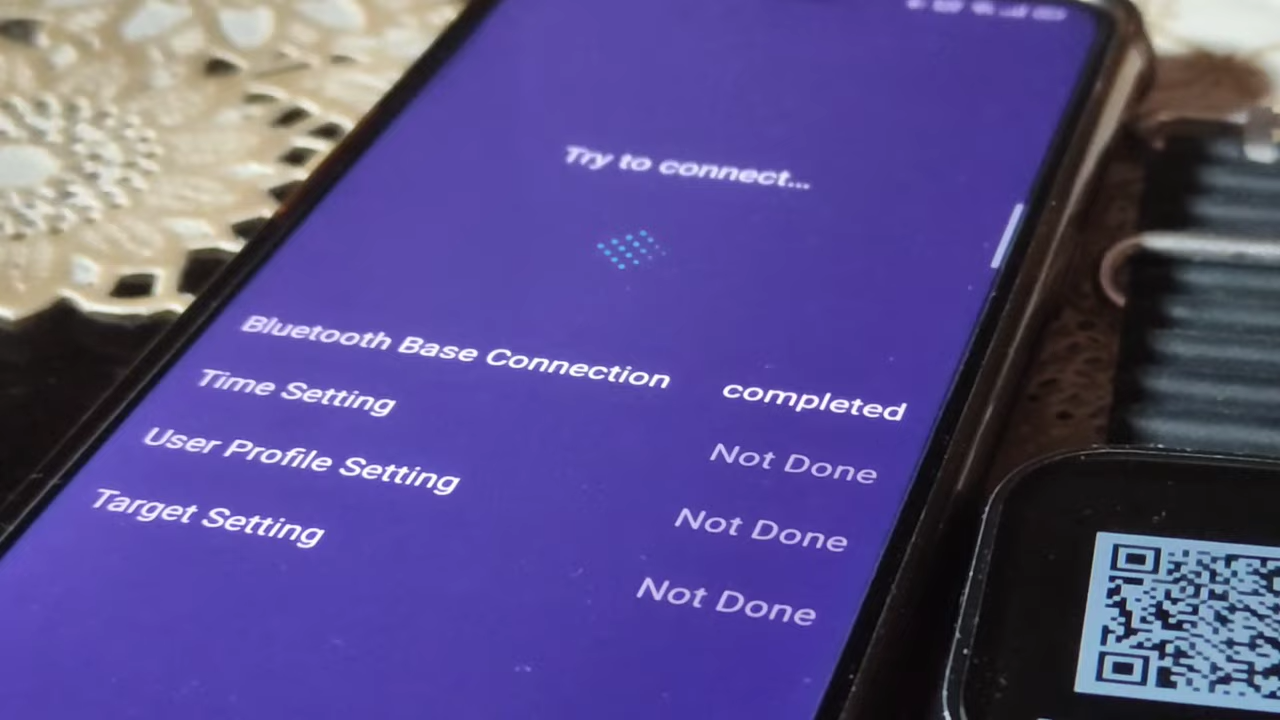 Try to connect...
Bluetooth Base Connection completed
Time Setting Not Done
User Profile Setting Not Done
Target Setting Not Done